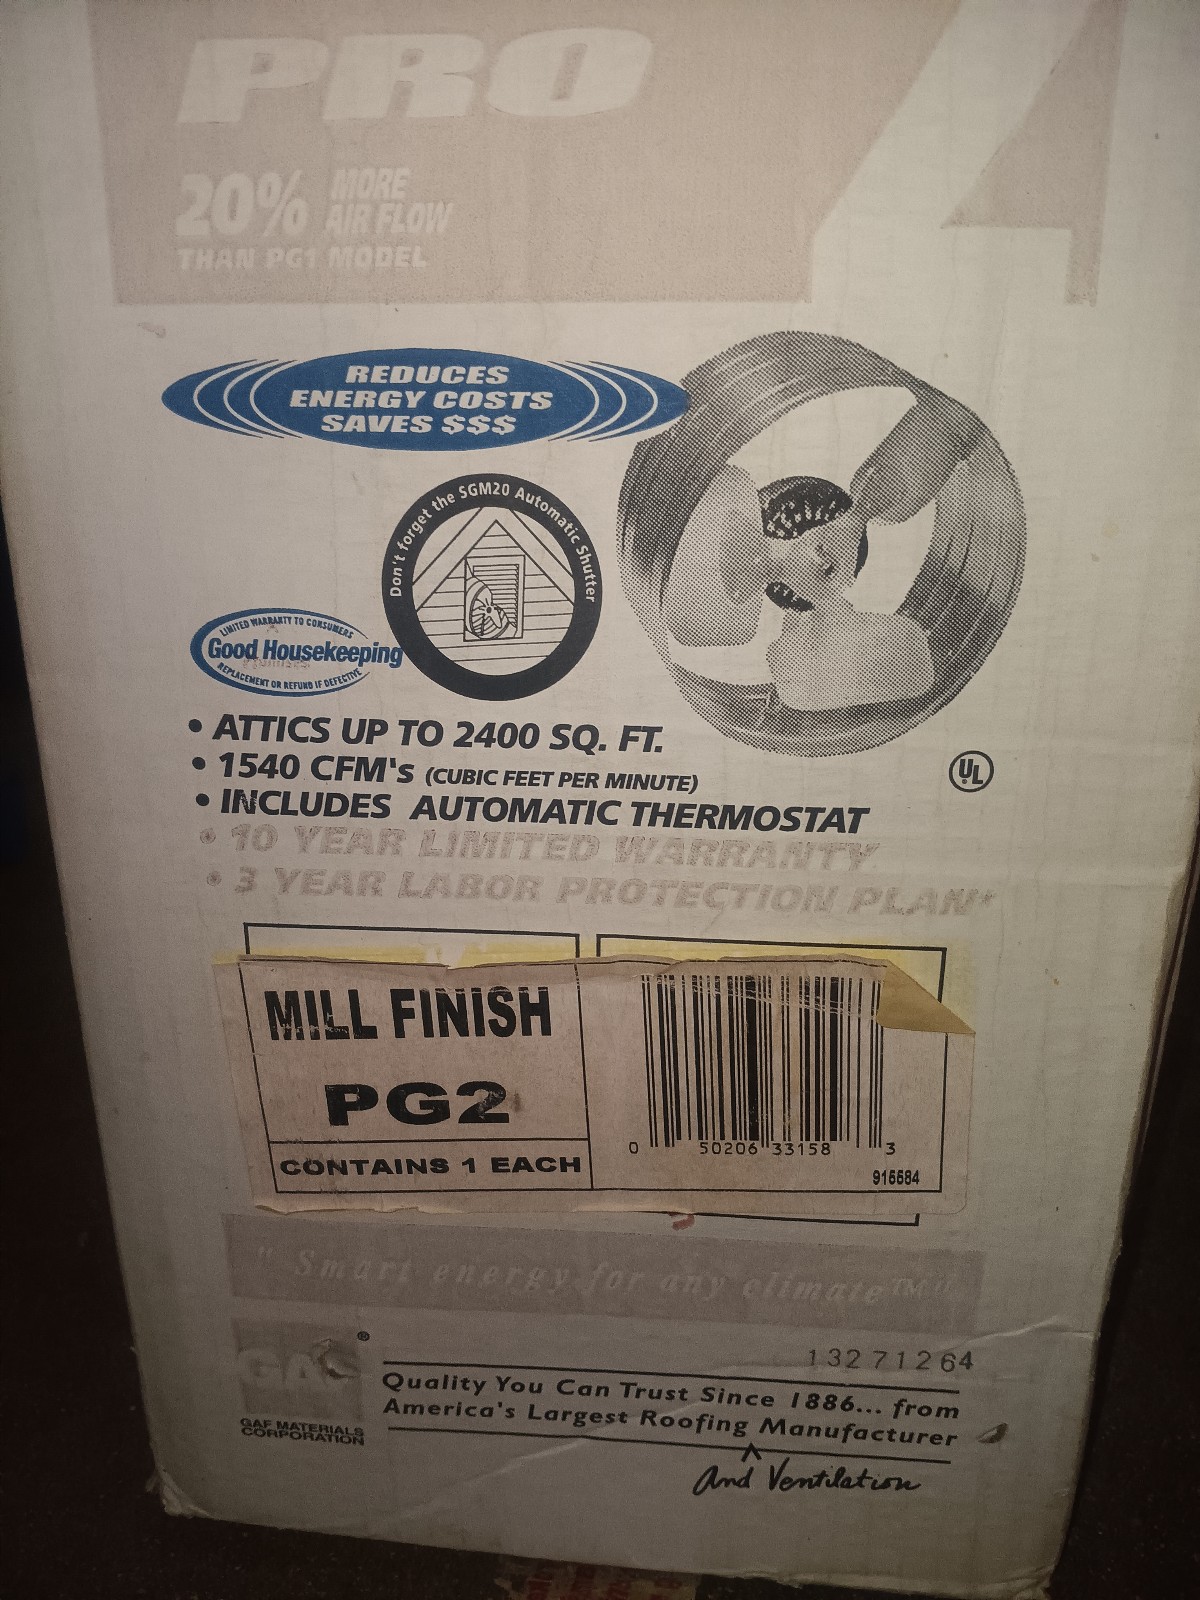 PRO
4
20% MORE
AIR FLOW
THAN PG1 MODEL
REDUCES
ENERGY COSTS
SAVES $$$
Don't forget the SGM20 Automatic Shutter
LIMITED WARRANTY TO CONSUMERS
Good Housekeeping
REPLACEMENT OR REFUND IF DEFECTIVE
• ATTICS UP TO 2400 SQ. FT.
• 1540 CFM's (CUBIC FEET PER MINUTE)
UL
• INCLUDES AUTOMATIC THERMOSTAT
• 10 YEAR LIMITED WARRANTY
• 3 YEAR LABOR PROTECTION PLAN*
MILL FINISH
PG2
CONTAINS 1 EACH
0 50206 33158 3
915584
"Smart energy for any climate™"
®
GAF MATERIALS
CORPORATION
13271264
Quality You Can Trust Since 1886... from
America's Largest Roofing Manufacturer
^
And Ventilation